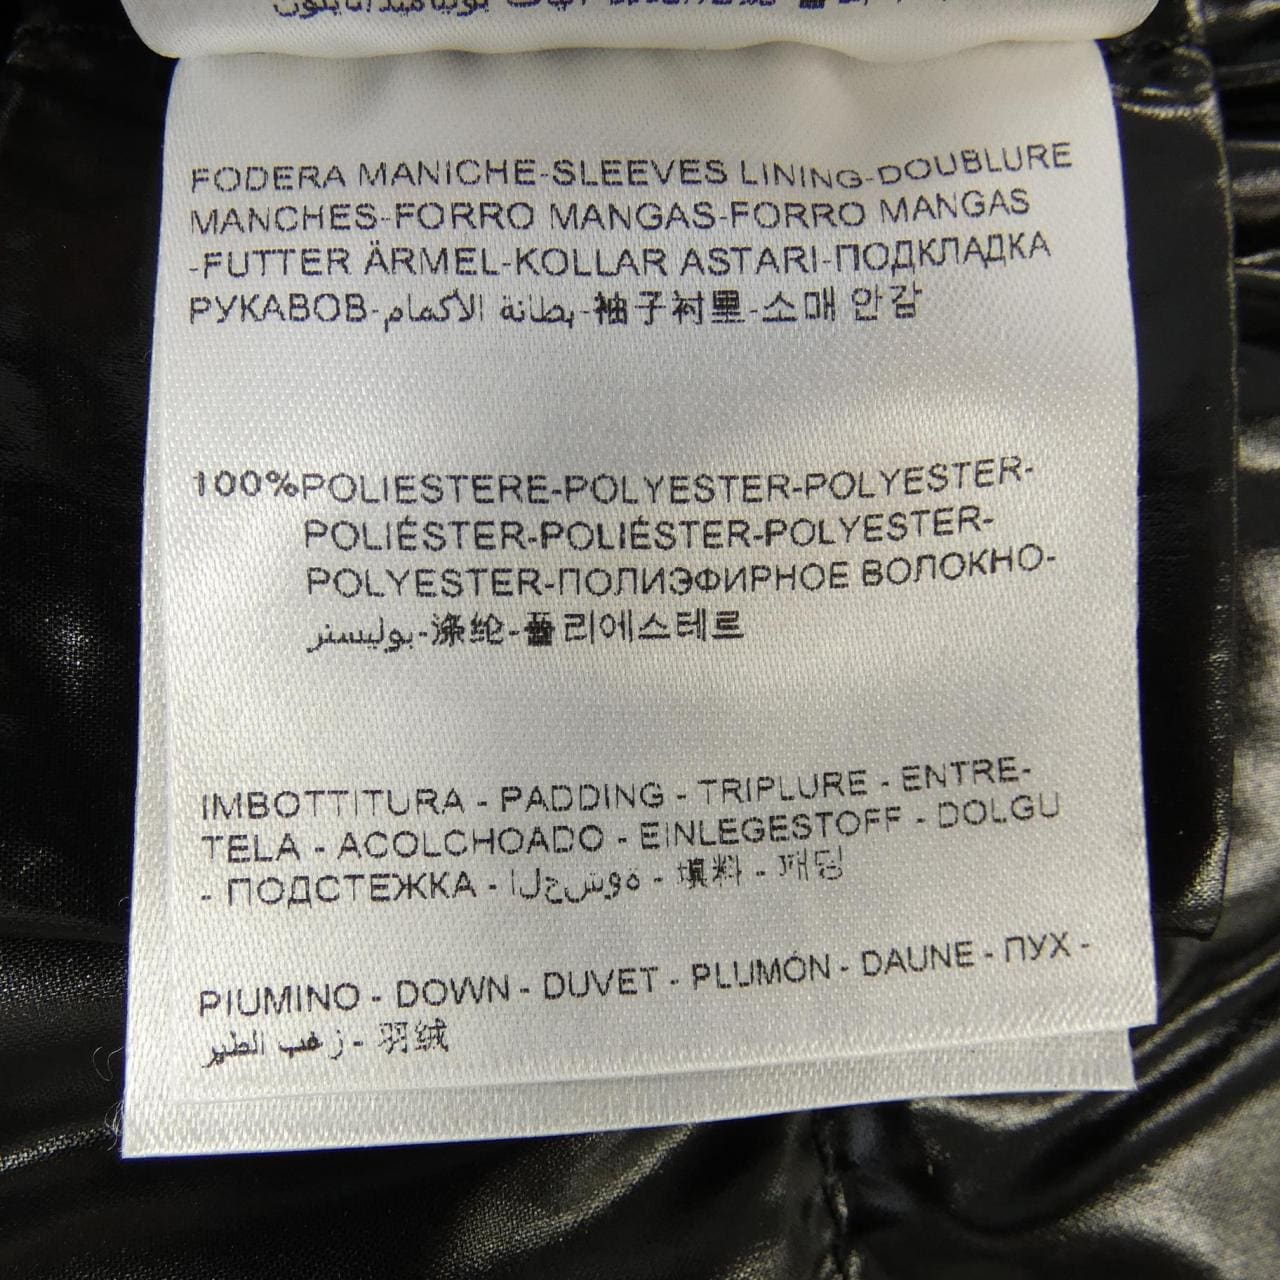 FODERA MANICHE-SLEEVES LINING-DOUBLURE
MANCHES-FORRO MANGAS-FORRO MANGAS
-FUTTER ÄRMEL-KOLLAR ASTARI-ПОДКЛАДКА
РУКАВОВ-بطانة الأكمام-袖子衬里-소매 안감
100%POLIESTERE-POLYESTER-POLYESTER-
POLIÉSTER-POLIÉSTER-POLYESTER-
POLYESTER-ПОЛИЭФИРНОЕ ВОЛОКНО-
بوليستر-涤纶-폴리에스테르
IMBOTTITURA - PADDING - TRIPLURE - ENTRE-
TELA - ACOLCHOADO - EINLEGESTOFF - DOLGU
- ПОДСТЕЖКА - الحشوة - 填料 - 패딩
PIUMINO - DOWN - DUVET - PLUMÓN - DAUNE - ПУХ -
زغب الطير - 羽绒